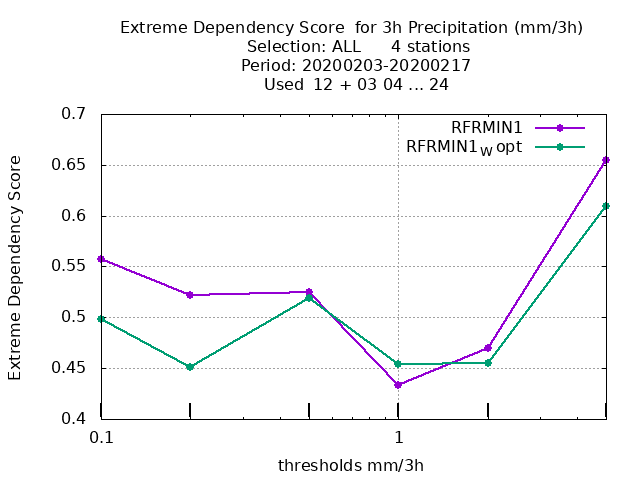 Extreme Dependency Score  for 3h Precipitation (mm/3h)
Selection: ALL      4 stations
Period: 20200203-20200217
Used  12 + 03 04 ... 24
0.7
RFRMIN1
RFRMIN1W opt
0.65
0.6
0.55
0.5
0.45
0.4
Extreme Dependency Score
0.1
1
thresholds mm/3h